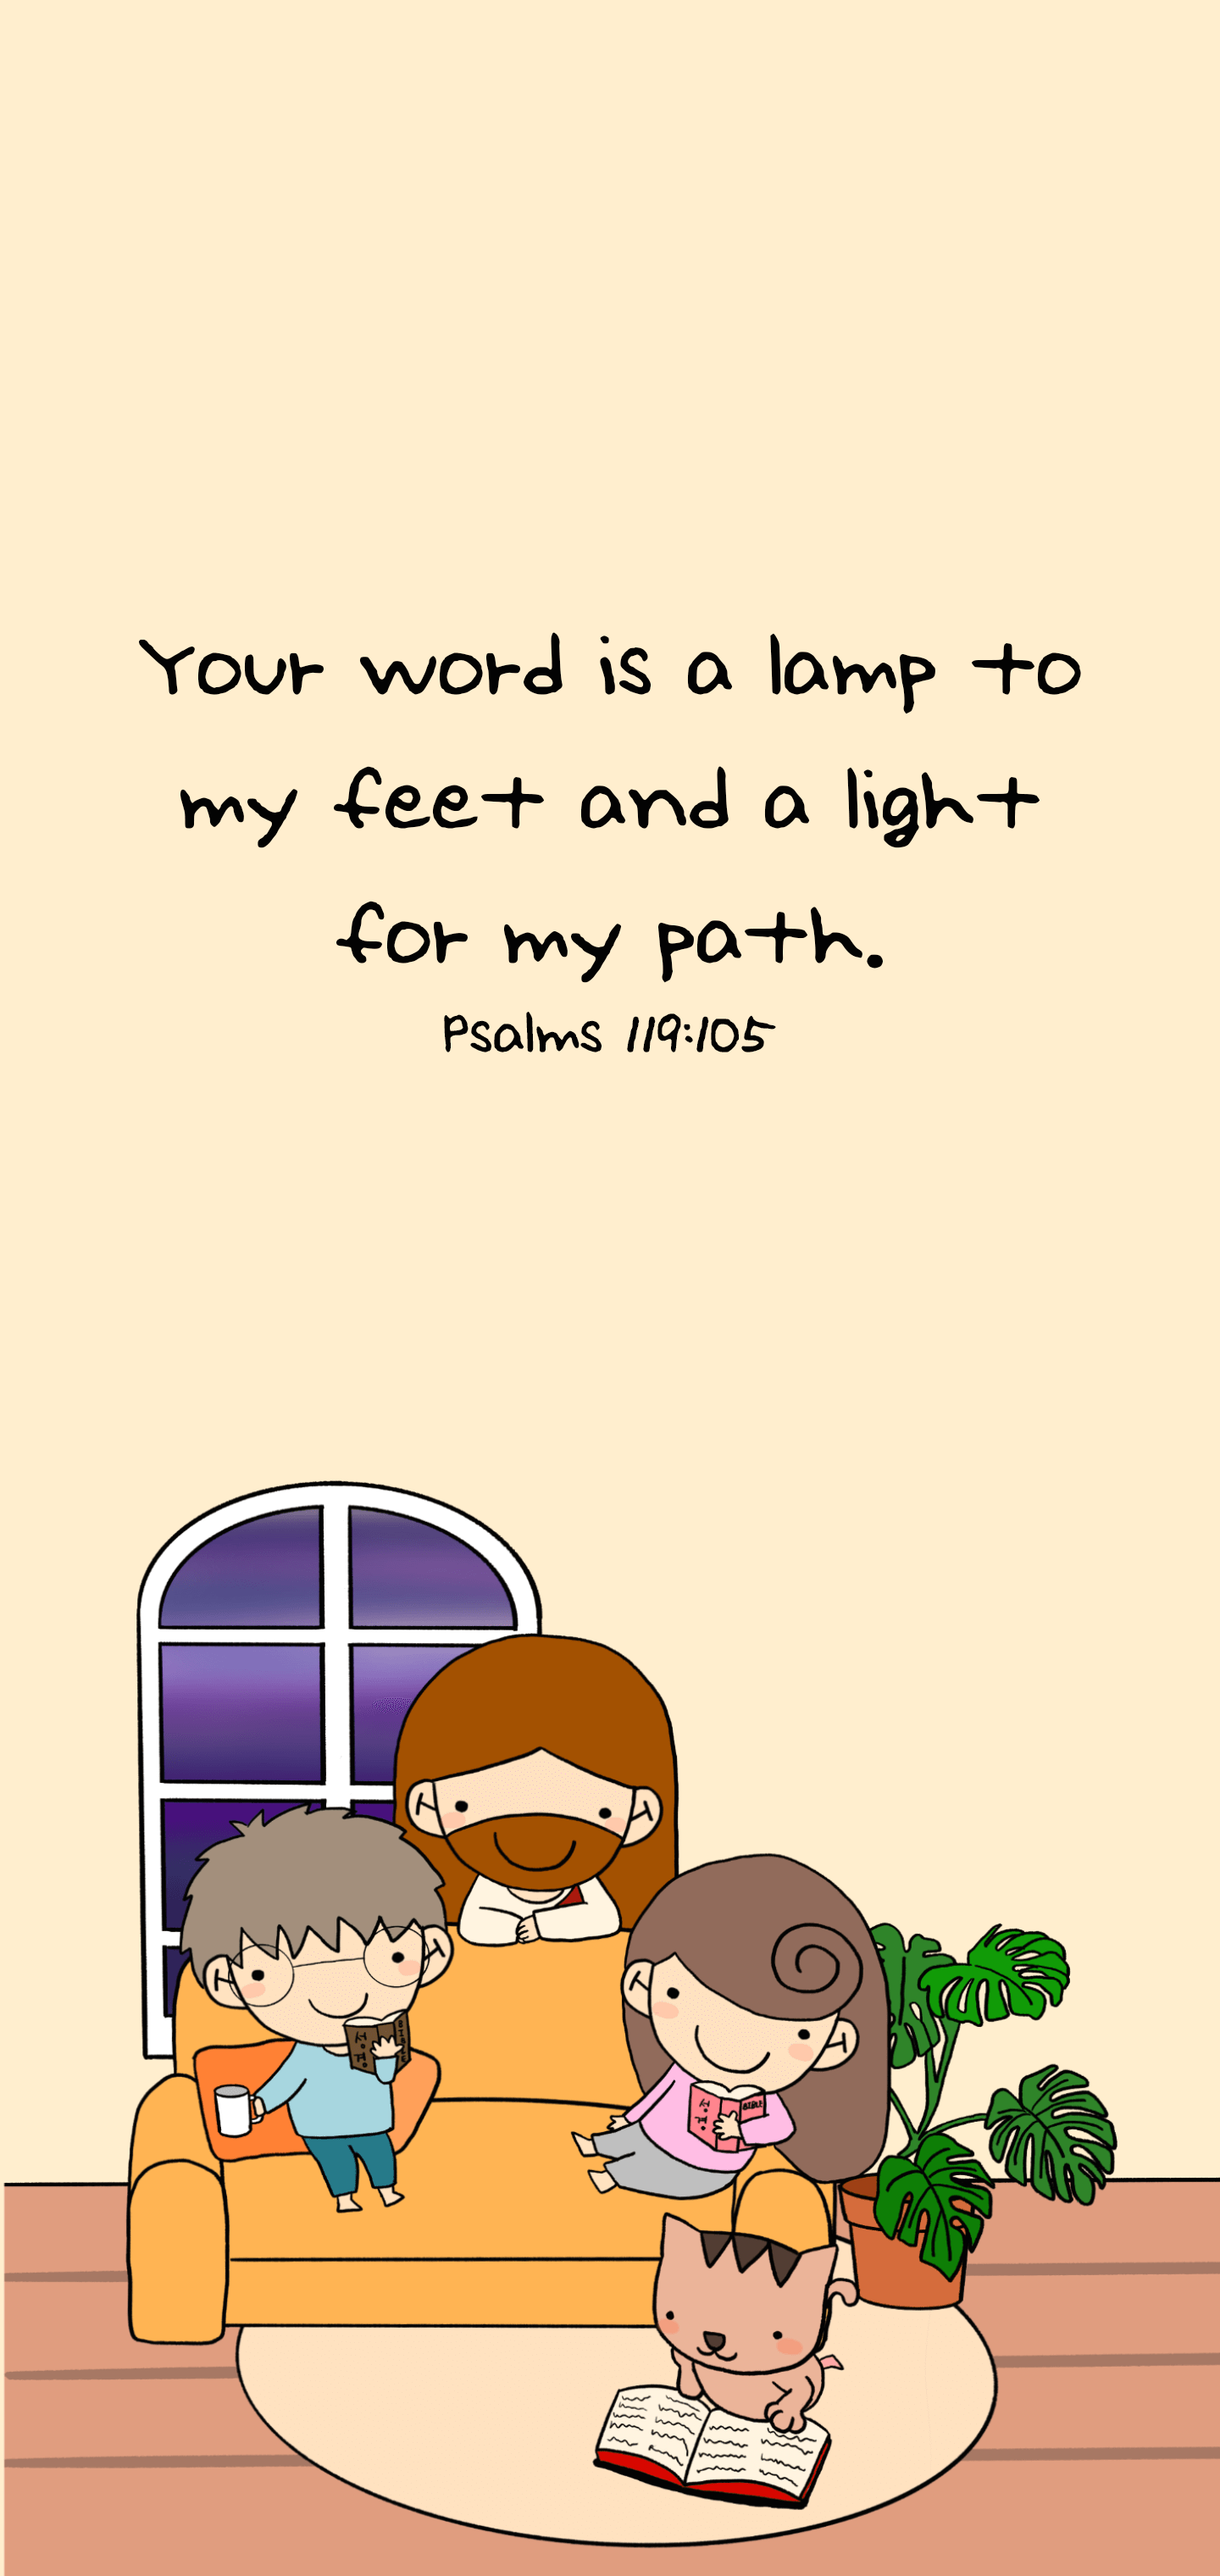 Your word is a lamp to
my feet and a light
for my path.
Psalms 119:105
성경
성경